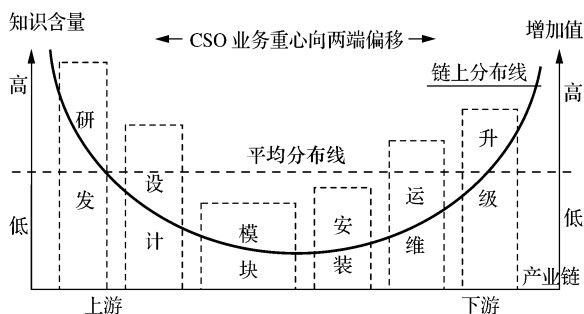 知识含量
CSO 业务重心向两端偏移
增加值
链上分布线
高
高
研发
设计
模块
安装
运维
升级
平均分布线
低
低
产业链
上游
下游